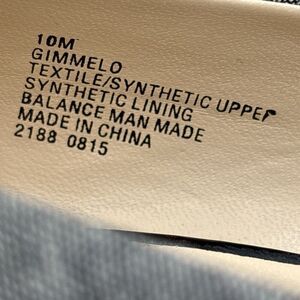 10M
GIMMELO
TEXTILE/SYNTHETIC UPPER
SYNTHETIC LINING
BALANCE MAN MADE
MADE IN CHINA
2188 0815